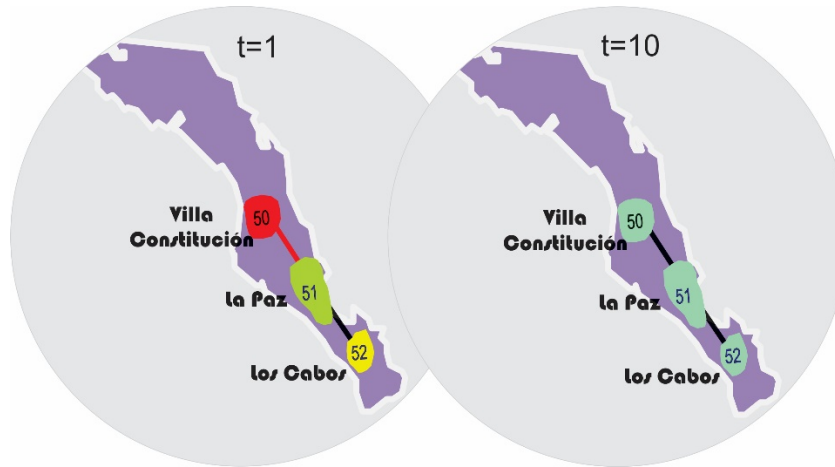 t=1
50
Villa
Constitución
51
La Paz
52
Los Cabos
t=10
50
Villa
Constitución
51
La Paz
52
Los Cabos